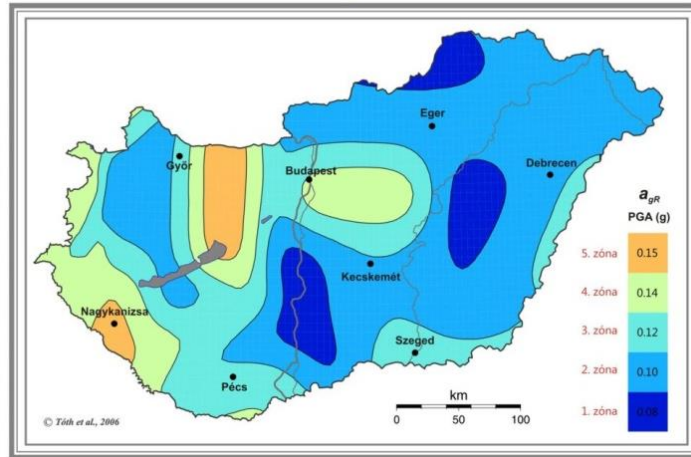 Eger
Győr
Budapest
Debrecen
a_gR
PGA (g)
5. zóna 0.15
Kecskemét
4. zóna 0.14
Nagykanizsa
3. zóna 0.12
Szeged
2. zóna 0.10
Pécs
km
1. zóna 0.08
0 50 100
© Tóth et al., 2006